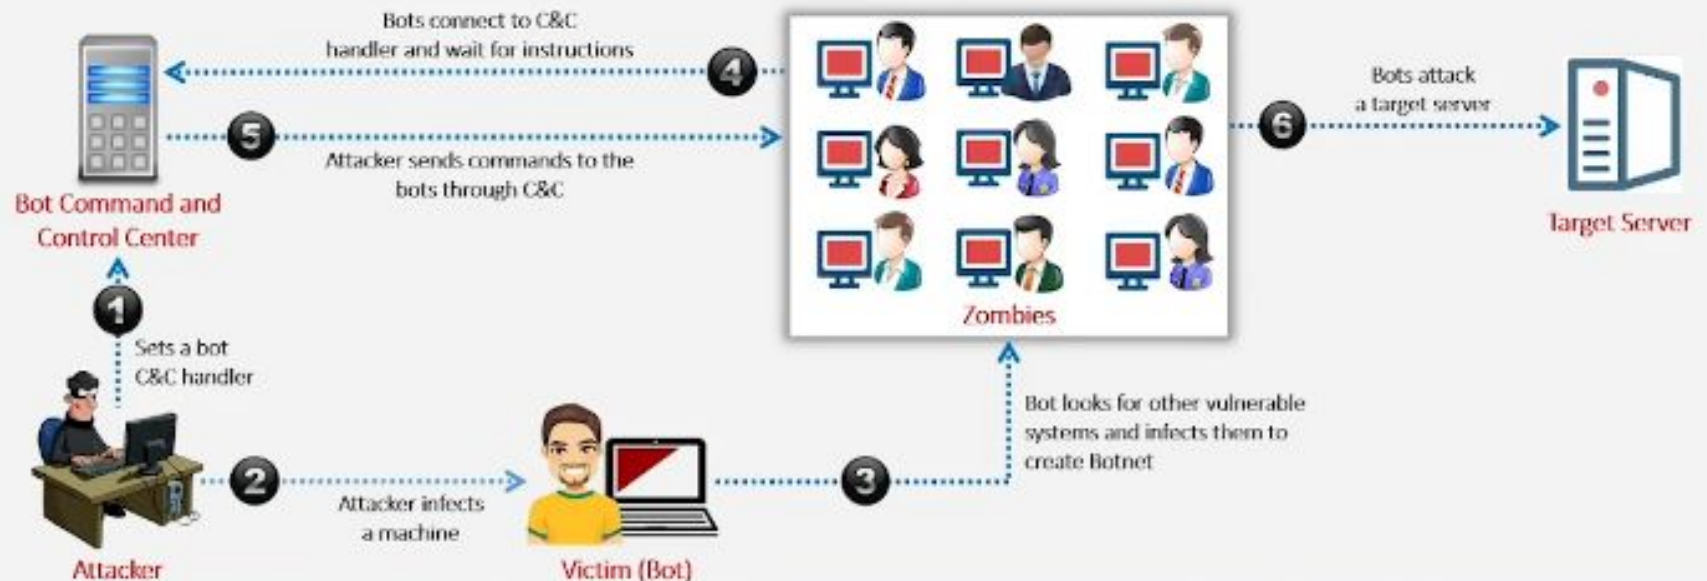 Bots connect to C&C
handler and wait for instructions
4
5
Attacker sends commands to the
bots through C&C
Bot Command and
Control Center
1
Sets a bot
C&C handler
Attacker
2
Attacker infects
a machine
Victim (Bot)
3
Bot looks for other vulnerable
systems and infects them to
create Botnet
Zombies
6
Bots attack
a target server
Target Server